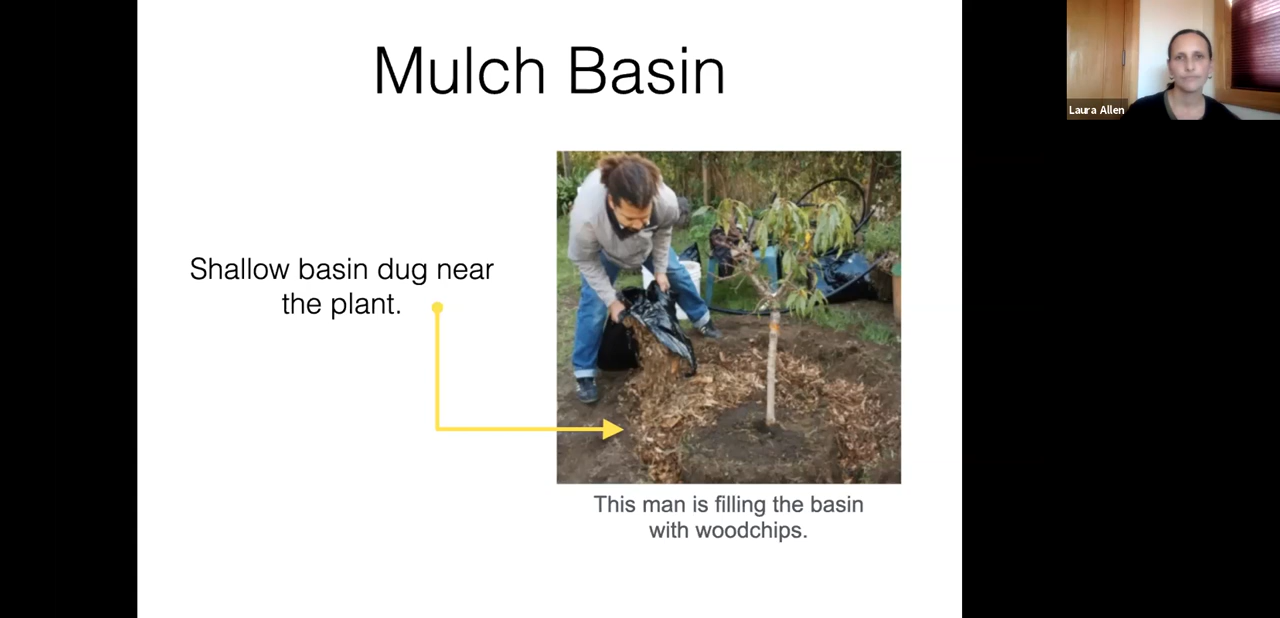 Mulch Basin
Laura Allen
Shallow basin dug near
the plant.
This man is filling the basin
with woodchips.